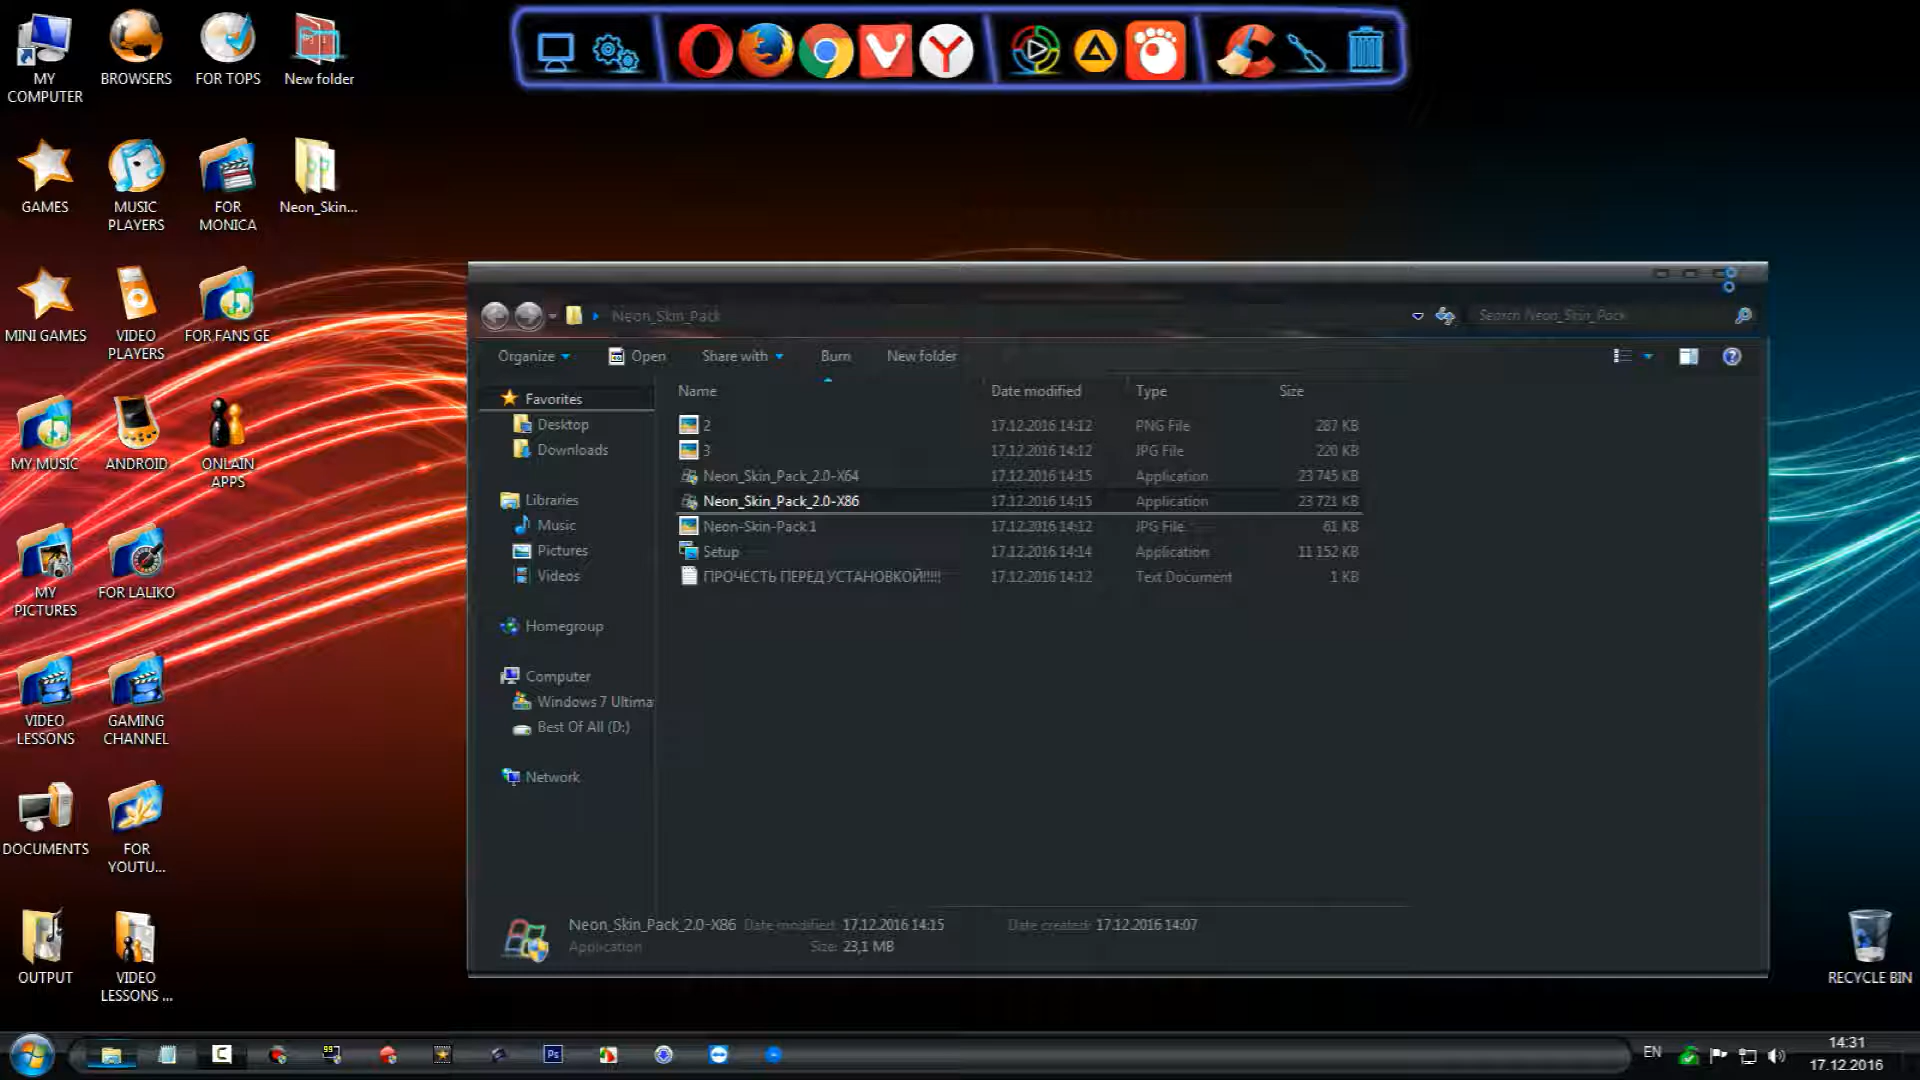 MY COMPUTER
BROWSERS
FOR TOPS
New folder
GAMES
MUSIC PLAYERS
FOR MONICA
Neon_Skin...
MINI GAMES
VIDEO PLAYERS
FOR FANS GE
MY MUSIC
ANDROID
ONLAIN APPS
MY PICTURES
FOR LALIKO
VIDEO LESSONS
GAMING CHANNEL
DOCUMENTS
FOR YOUTU...
OUTPUT
VIDEO LESSONS ...
Neon_Skin_Pack
Search Neon_Skin_Pack
Organize
Open
Share with
Burn
New folder
Favorites
Desktop
Downloads
Libraries
Music
Pictures
Videos
Homegroup
Computer
Windows 7 Ultima
Best Of All (D:)
Network
Name Date modified Type Size
2 17.12.2016 14:12 PNG File 287 KB
3 17.12.2016 14:12 JPG File 220 KB
Neon_Skin_Pack_2.0-X64 17.12.2016 14:15 Application 23 745 KB
Neon_Skin_Pack_2.0-X86 17.12.2016 14:15 Application 23 721 KB
Neon-Skin-Pack 1 17.12.2016 14:12 JPG File 61 KB
Setup 17.12.2016 14:14 Application 11 152 KB
ПРОЧЕСТЬ ПЕРЕД УСТАНОВКОЙ!!!!! 17.12.2016 14:12 Text Document 1 KB
Neon_Skin_Pack_2.0-X86 Date modified: 17.12.2016 14:15 Date created: 17.12.2016 14:07
Application Size: 23,1 MB
RECYCLE BIN
Ps
99
EN
14:31
17.12.2016